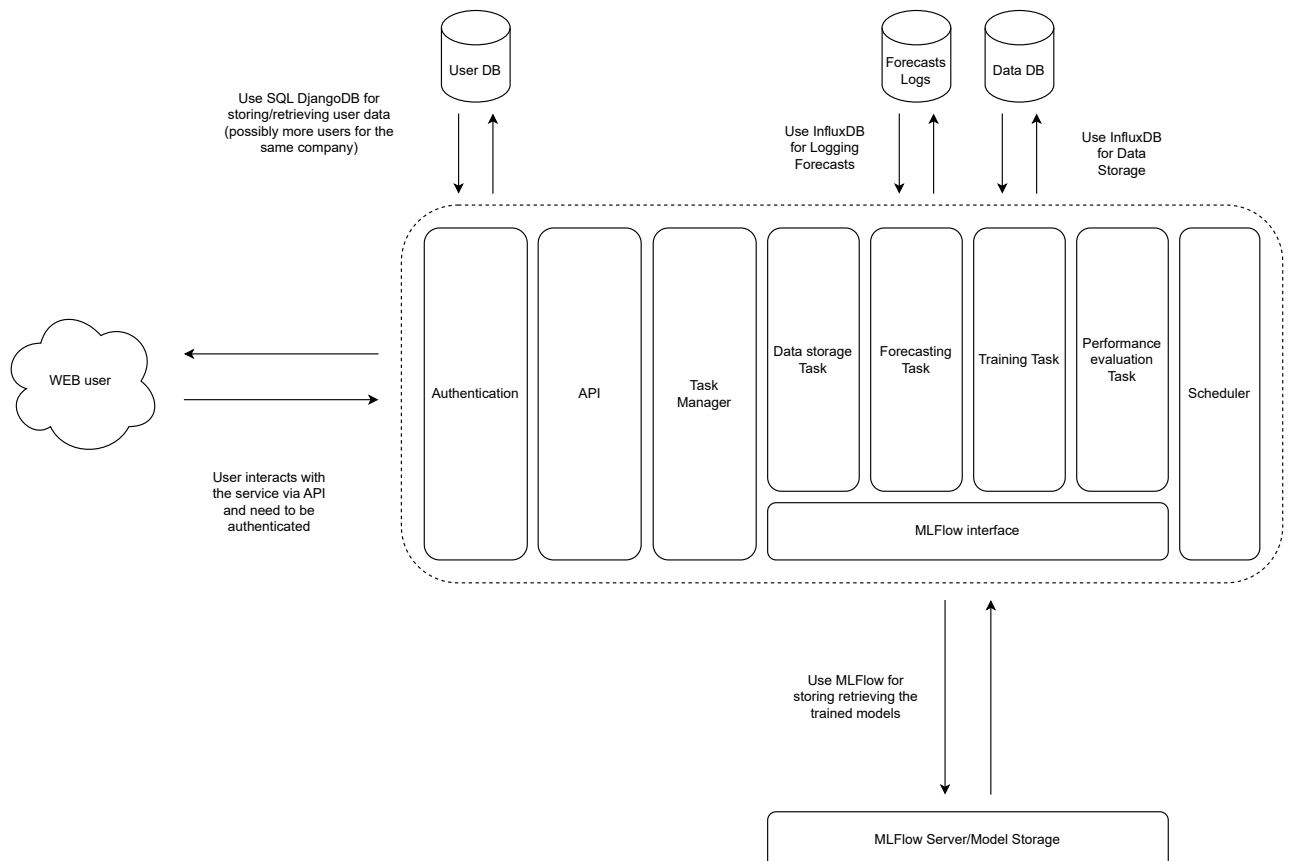 User DB
Forecasts
Logs
Data DB
Use SQL DjangoDB for
storing/retrieving user data
(possibly more users for the
same company)
Use InfluxDB
for Logging
Forecasts
Use InfluxDB
for Data
Storage
WEB user
User interacts with
the service via API
and need to be
authenticated
Authentication
API
Task
Manager
Data storage
Task
Forecasting
Task
Training Task
Performance
evaluation
Task
Scheduler
MLFlow interface
Use MLFlow for
storing retrieving the
trained models
MLFlow Server/Model Storage